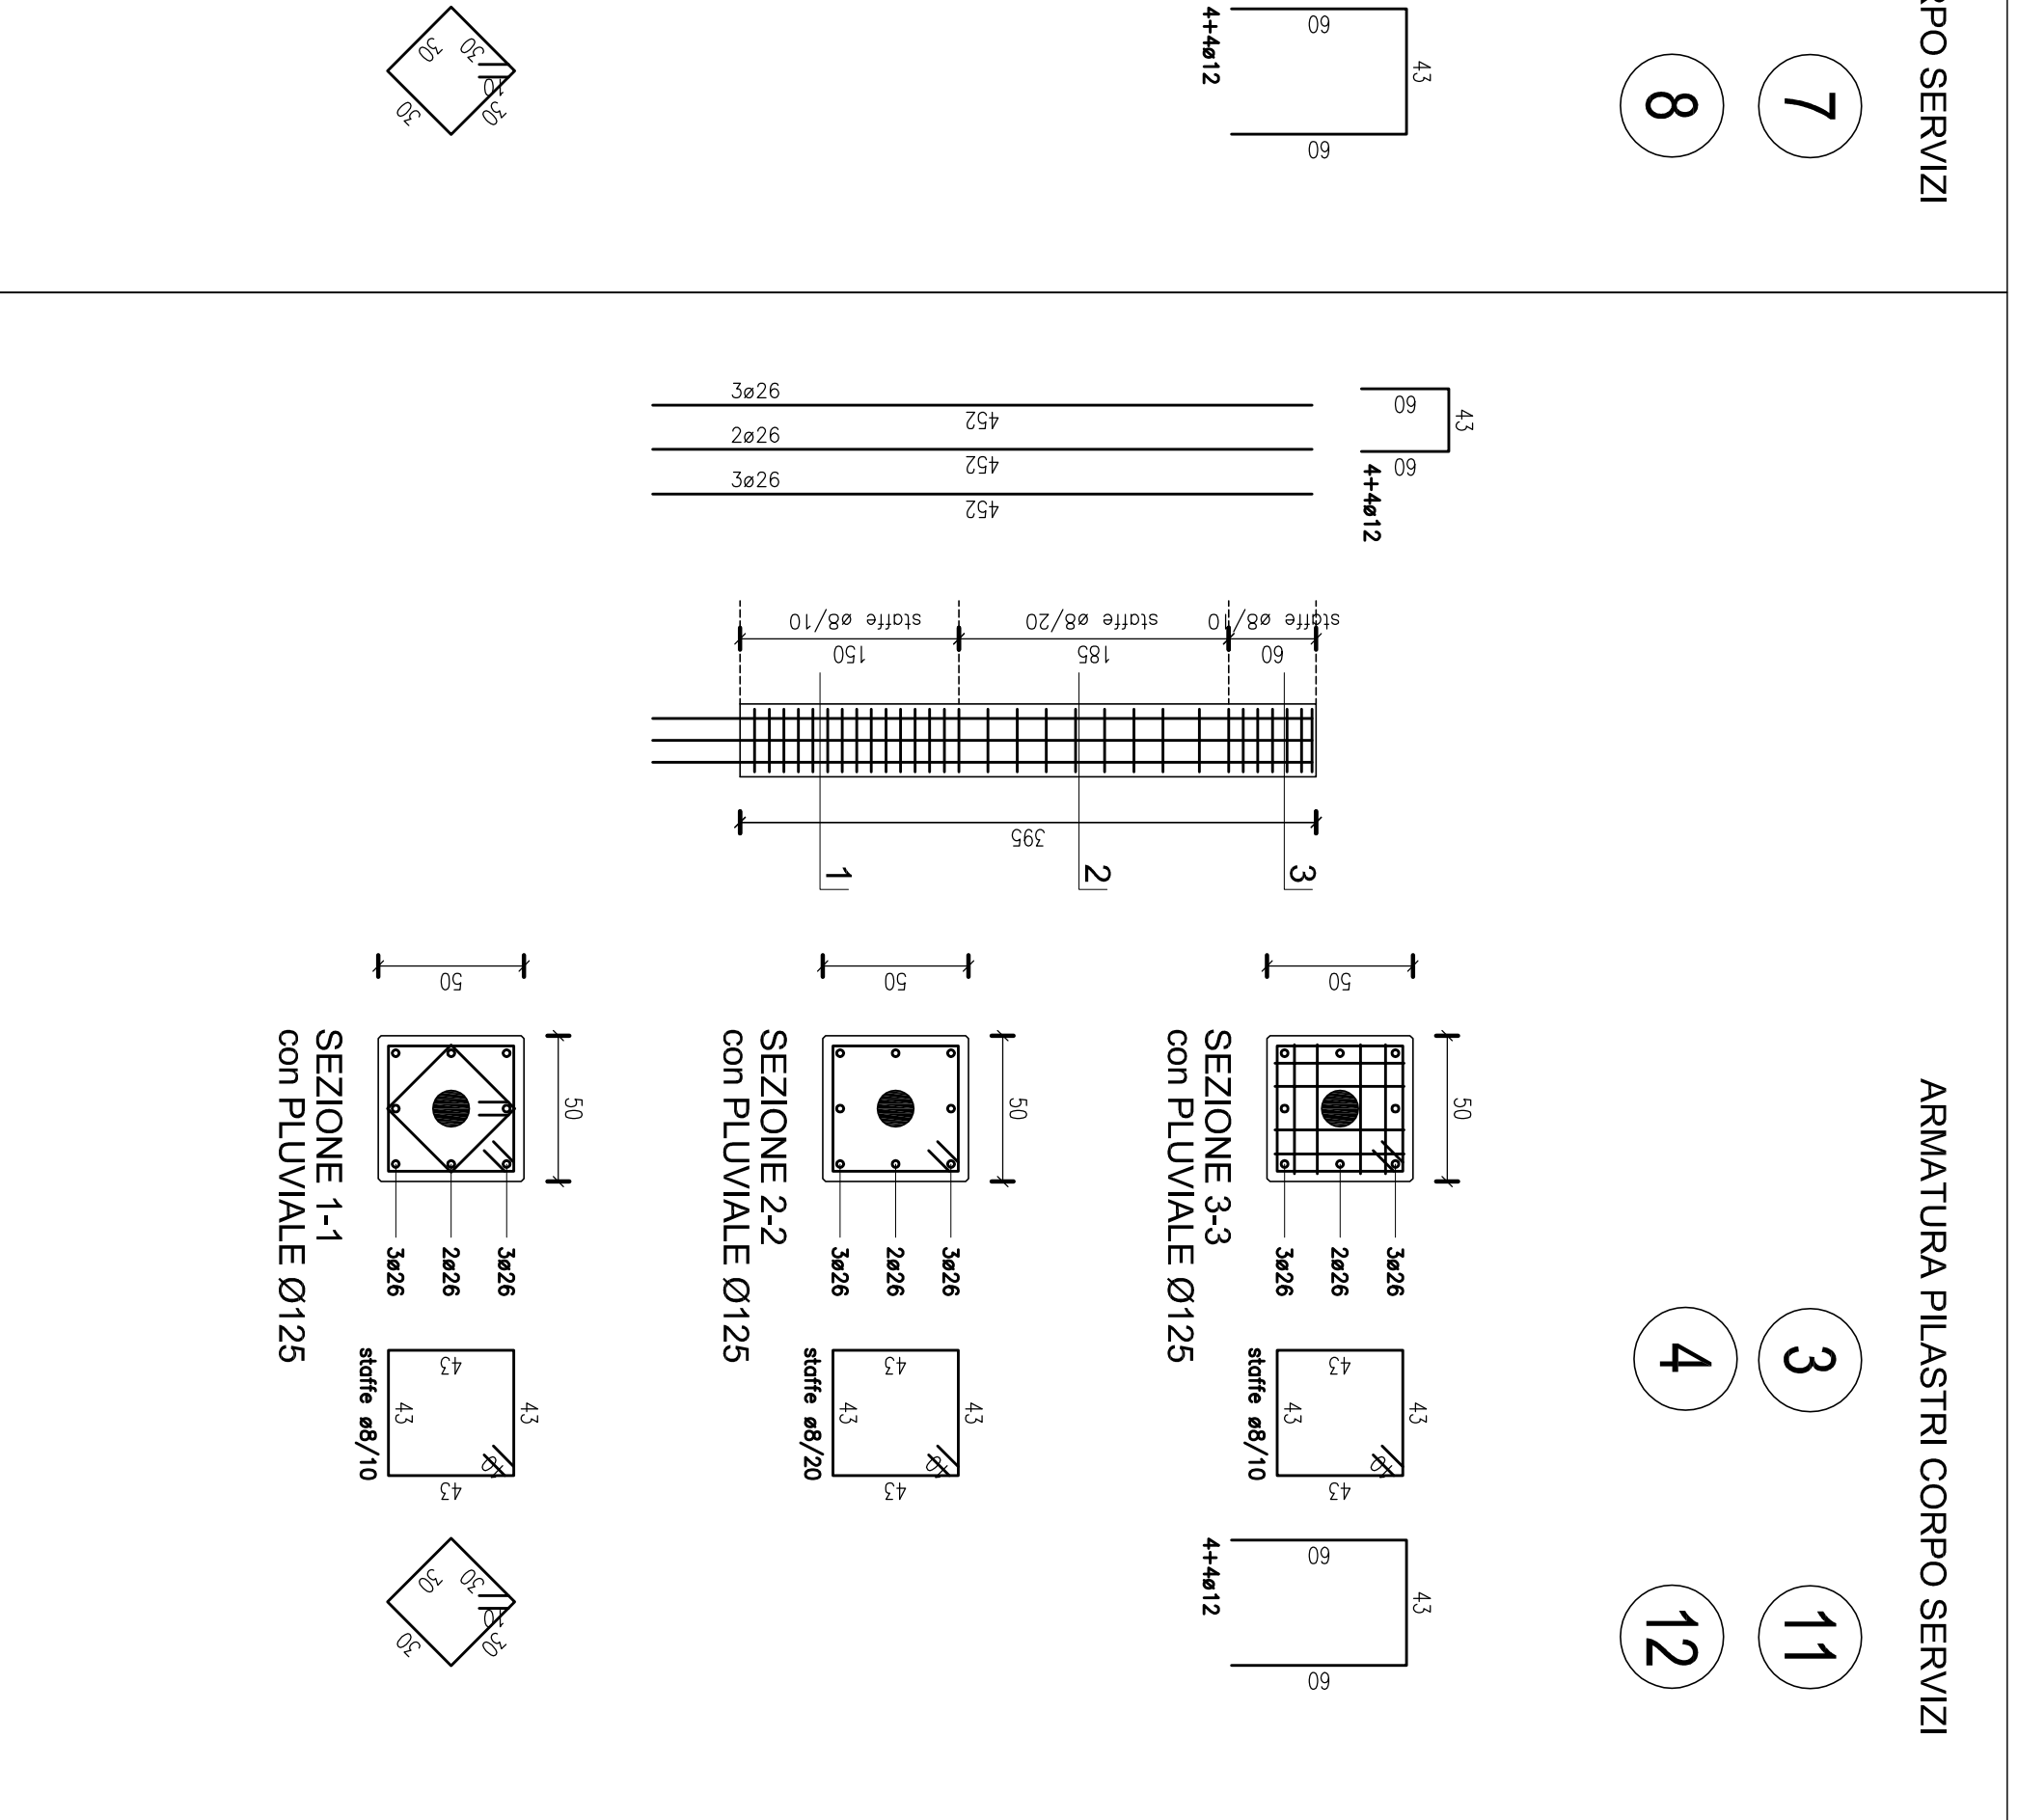 RPO SERVIZI
7
8
43
60
60
4+4ø12
30
30
10
30
30
ARMATURA PILASTRI CORPO SERVIZI
3
11
4
12
43
60
60
4+4ø12
3ø26
452
2ø26
452
3ø26
452
staffe ø8/10
60
staffe ø8/20
185
staffe ø8/10
150
395
3
2
1
50
50
3ø26
2ø26
3ø26
SEZIONE 3-3
con PLUVIALE Ø125
43
43
43
43
10
staffe ø8/10
43
60
60
4+4ø12
50
50
3ø26
2ø26
3ø26
SEZIONE 2-2
con PLUVIALE Ø125
43
43
43
43
10
staffe ø8/20
50
50
3ø26
2ø26
3ø26
SEZIONE 1-1
con PLUVIALE Ø125
43
43
43
43
10
staffe ø8/10
30
30
10
30
30